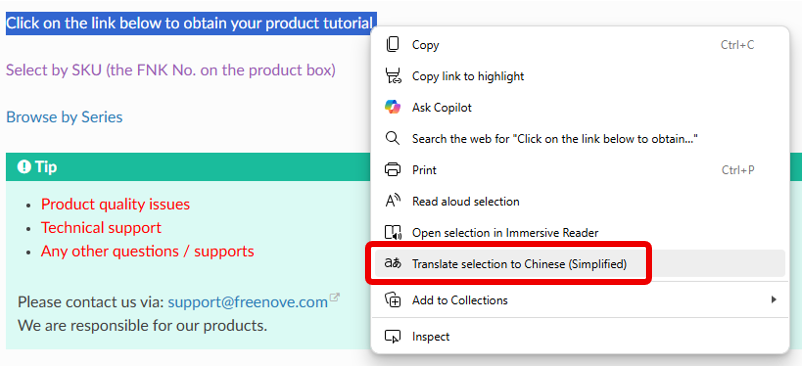 Click on the link below to obtain your product tutorial.
Select by SKU (the FNK No. on the product box)
Browse by Series
Tip
Product quality issues
Technical support
Any other questions / supports
Please contact us via: support@freenove.com
We are responsible for our products.
Copy Ctrl+C
Copy link to highlight
Ask Copilot
Search the web for "Click on the link below to obtain..."
Print Ctrl+P
Read aloud selection
Open selection in Immersive Reader
Translate selection to Chinese (Simplified)
Add to Collections
Inspect